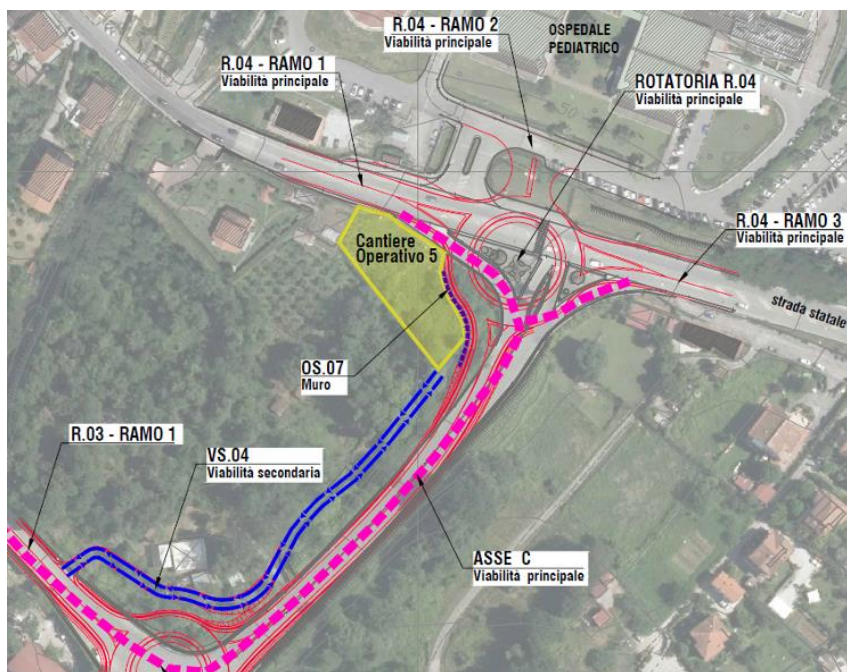 R.04 - RAMO 2
Viabilità principale
OSPEDALE
PEDIATRICO
R.04 - RAMO 1
Viabilità principale
ROTATORIA R.04
Viabilità principale
R.04 - RAMO 3
Viabilità principale
Cantiere
Operativo 5
strada statale
OS.07
Muro
R.03 - RAMO 1
VS.04
Viabilità secondaria
ASSE C
Viabilità principale